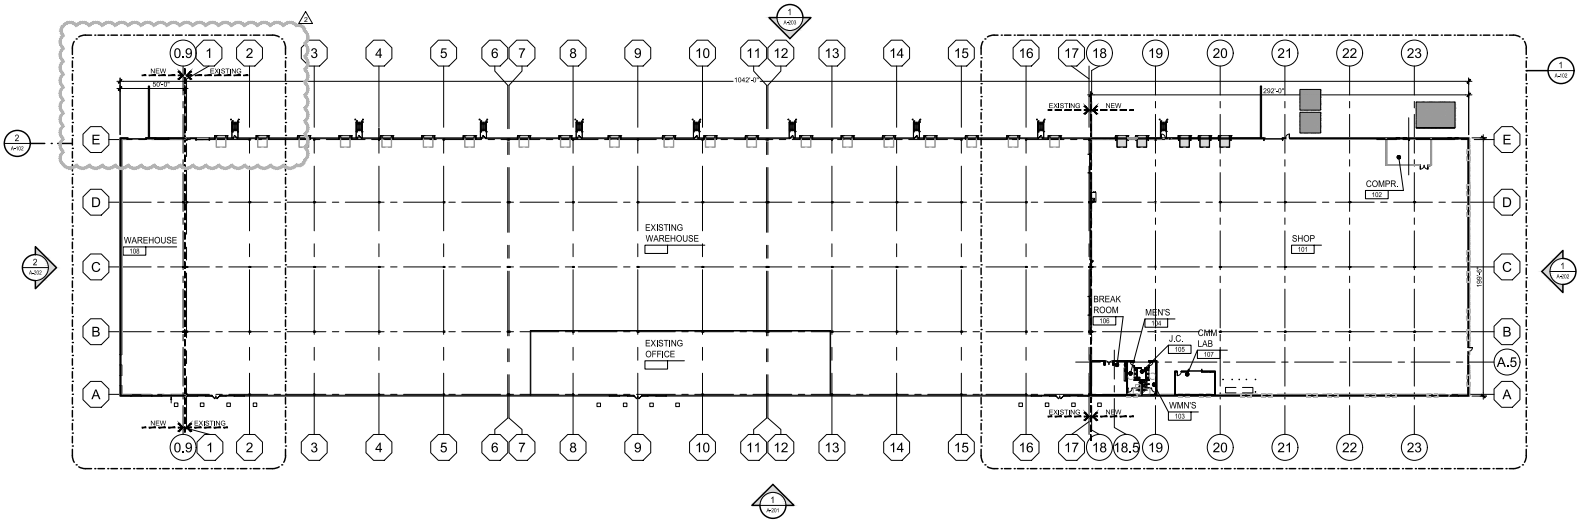 2
1
A-203
0.9 1 2 3 4 5 6 7 8 9 10 11 12 13 14 15 16 17 18 19 20 21 22 23
NEW EXISTING
1042'-0"
50'-0"
292'-0"
1
A-102
EXISTING NEW
2
A-102
E E
COMPR.
102
D D
WAREHOUSE
108
EXISTING
WAREHOUSE
SHOP
101
2
A-202
C C
1
A-202
199'-6"
BREAK
ROOM
106
MEN'S
104
B B
EXISTING
OFFICE
J.C.
105
CMM
LAB
107
A.5
A A
WMN'S
103
NEW EXISTING
EXISTING NEW
0.9 1 2 3 4 5 6 7 8 9 10 11 12 13 14 15 16 17 18 18.5 19 20 21 22 23
1
A-201